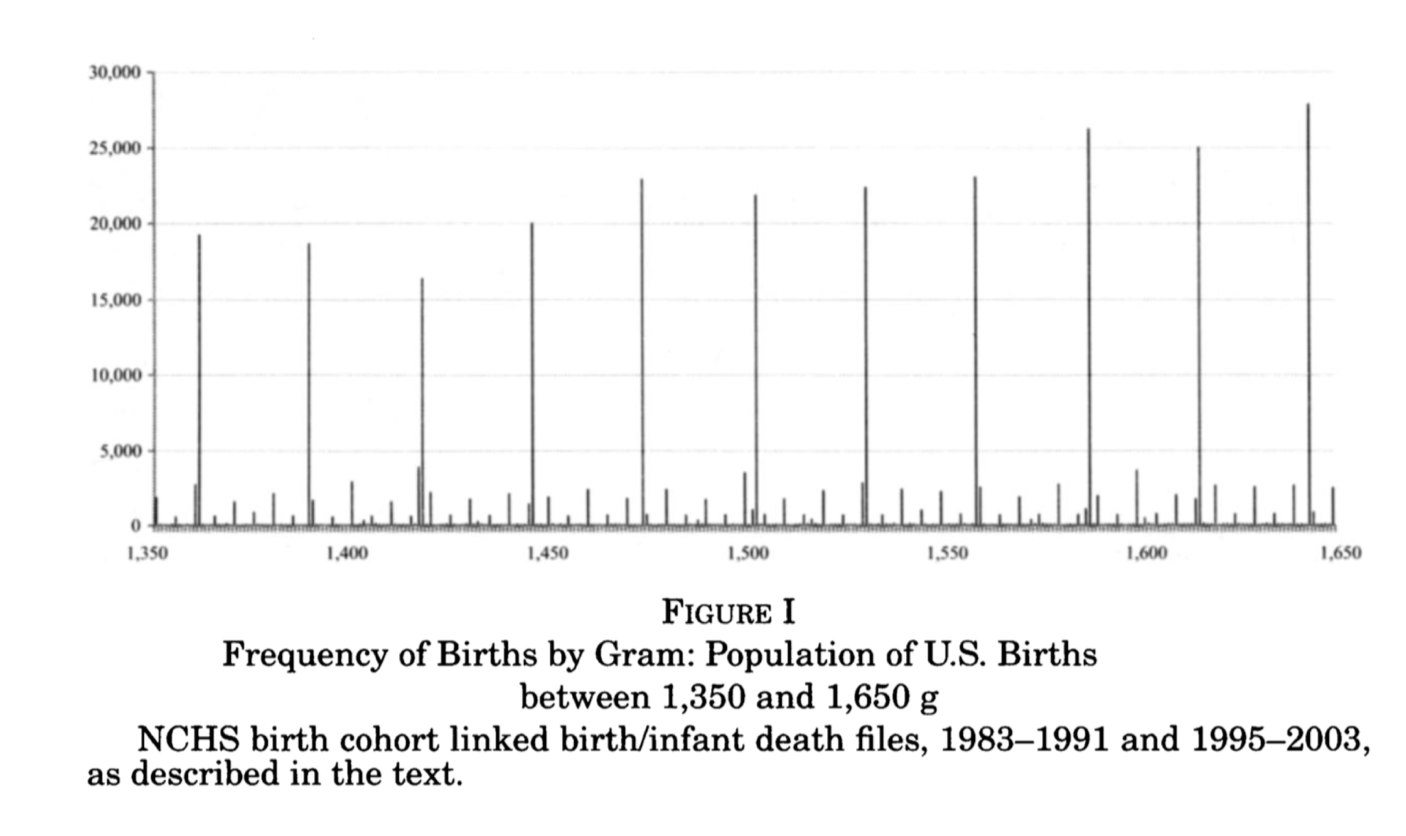 30,000
25,000
20,000
15,000
10,000
5,000
0
1,350 1,400 1,450 1,500 1,550 1,600 1,650
FIGURE I
Frequency of Births by Gram: Population of U.S. Births
between 1,350 and 1,650 g
NCHS birth cohort linked birth/infant death files, 1983–1991 and 1995–2003,
as described in the text.